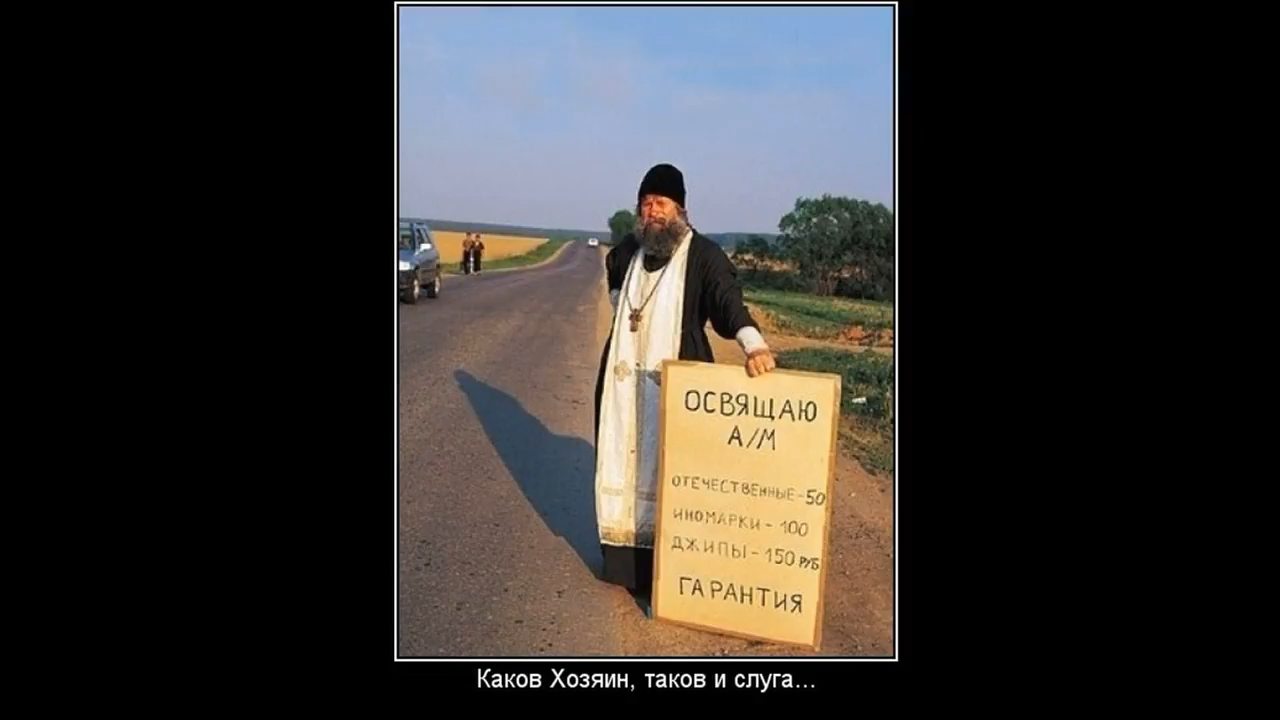 ОСВЯЩАЮ
А/М
ОТЕЧЕСТВЕННЫЕ-50
ИНОМАРКИ-100
ДЖИПЫ-150 РУБ
ГАРАНТИЯ
Каков Хозяин, таков и слуга...